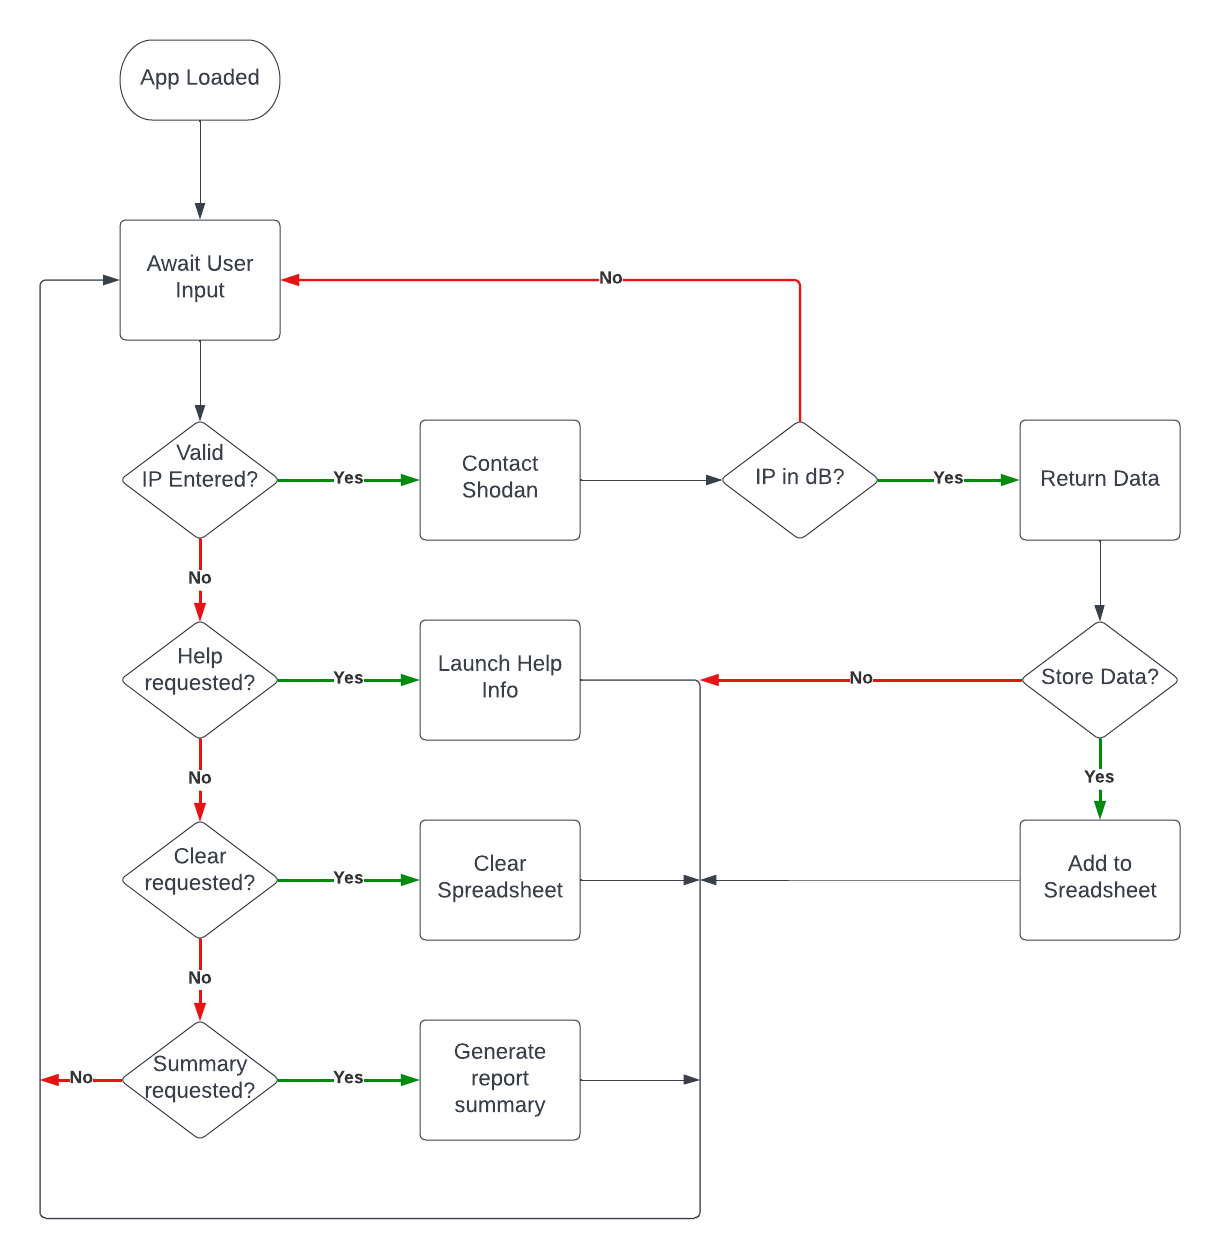 App Loaded
Await User
Input
No
Valid
IP Entered?
Yes
Contact
Shodan
IP in dB?
Yes
Return Data
No
Help
requested?
Yes
Launch Help
Info
No
Store Data?
No
Yes
Clear
requested?
Yes
Clear
Spreadsheet
Add to
Sreadsheet
No
No
Summary
requested?
Yes
Generate
report
summary